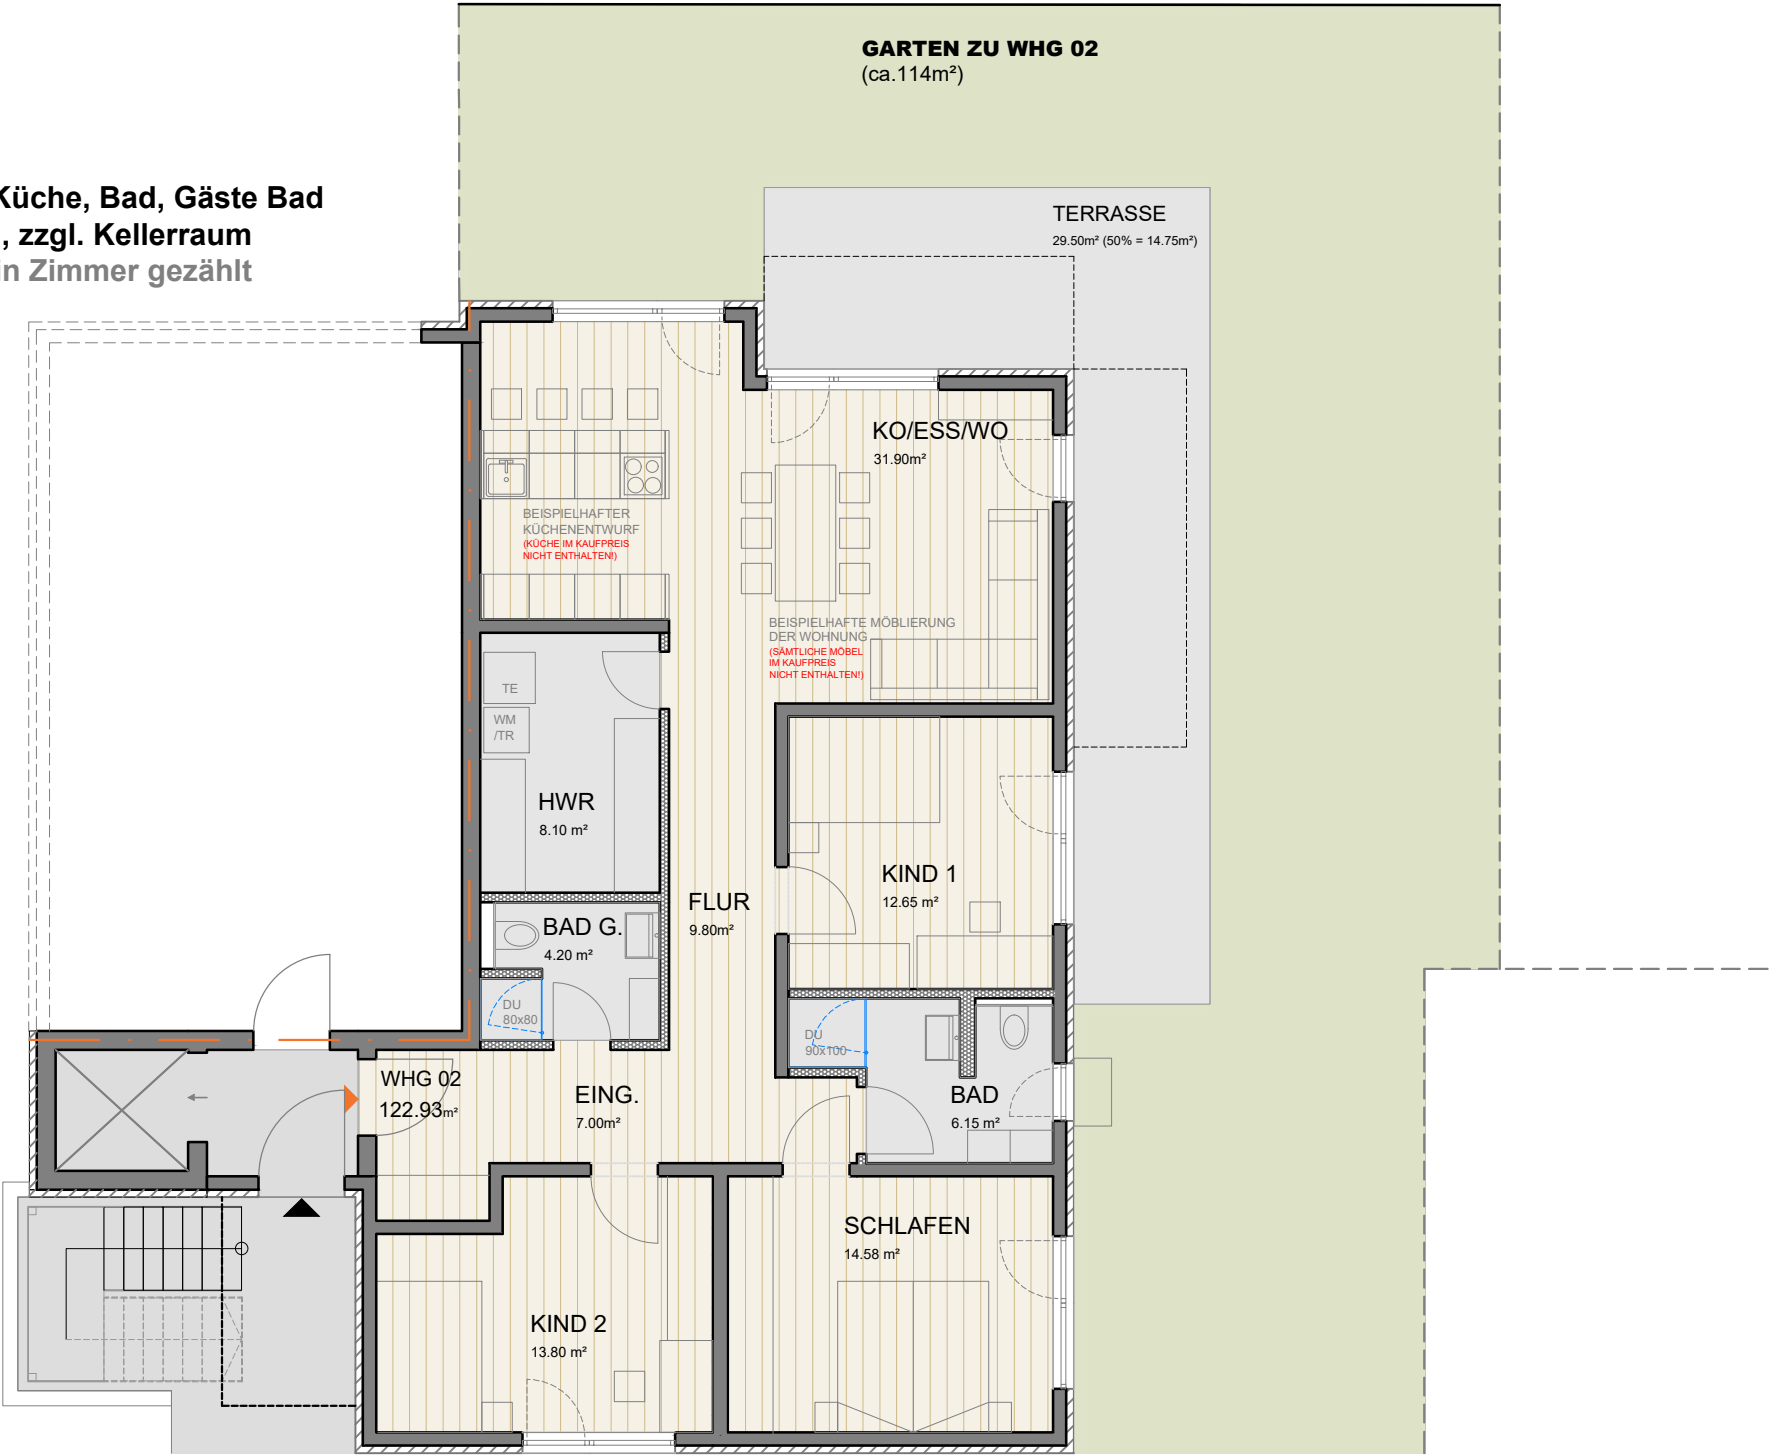 GARTEN ZU WHG 02
(ca.114m²)
Küche, Bad, Gäste Bad
, zzgl. Kellerraum
in Zimmer gezählt
TERRASSE
29.50m² (50% = 14.75m²)
KO/ESS/WO
31.90m²
BEISPIELHAFTER
KÜCHENENTWURF
(KÜCHE IM KAUFPREIS
NICHT ENTHALTEN!)
BEISPIELHAFTE MÖBLIERUNG
DER WOHNUNG
(SÄMTLICHE MÖBEL
IM KAUFPREIS
NICHT ENTHALTEN!)
TE
WM
/TR
HWR
8.10 m²
KIND 1
12.65 m²
FLUR
9.80m²
BAD G.
4.20 m²
DU
80x80
DU
90x100
WHG 02
122.93m²
EING.
7.00m²
BAD
6.15 m²
SCHLAFEN
14.58 m²
KIND 2
13.80 m²